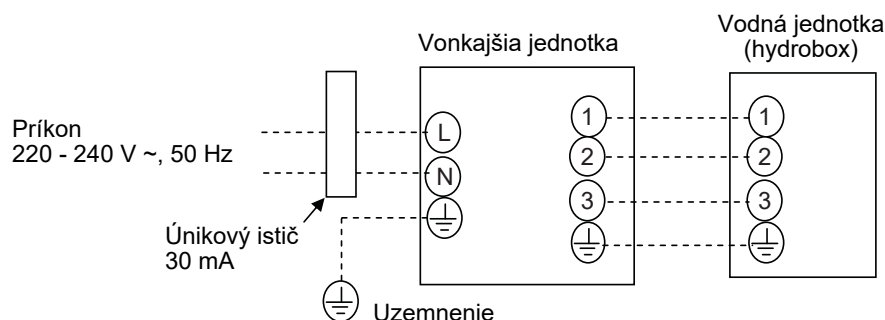 Vonkajšia jednotka
Vodná jednotka
(hydrobox)
Príkon
220 - 240 V ~, 50 Hz
L
N
1
2
3
1
2
3
Únikový istič
30 mA
Uzemnenie